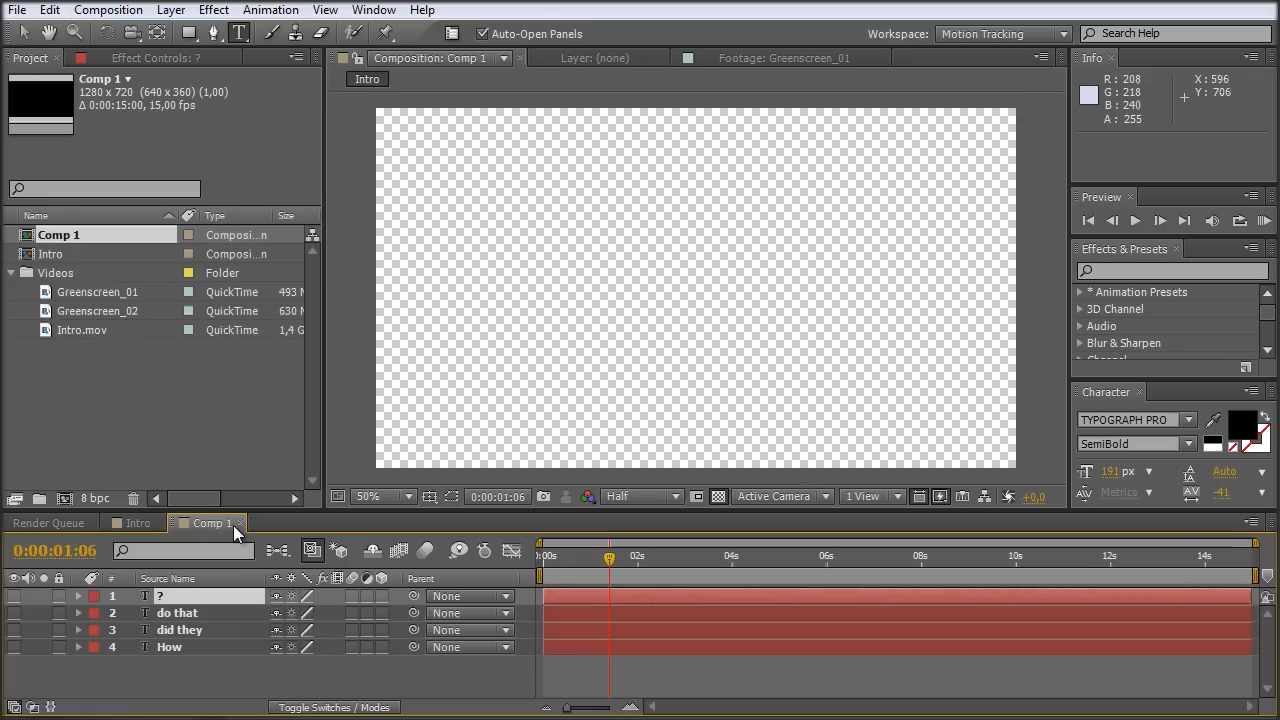 File Edit Composition Layer Effect Animation View Window Help
T Auto-Open Panels Workspace: Motion Tracking Search Help
Project Effect Controls: ? Composition: Comp 1 Layer: (none) Footage: Greenscreen_01 Info
Comp 1
1280 x 720 (640 x 360) (1,00)
Δ 0:00:15:00, 15,00 fps
Intro
R : 208 X : 596
G : 218 Y : 706
B : 240
A : 255
Preview
Name Type Size
Comp 1 Composi...n
Intro Composi...n
Videos Folder
Greenscreen_01 QuickTime 493 M
Greenscreen_02 QuickTime 630 M
Intro.mov QuickTime 1,4 G
Effects & Presets
* Animation Presets
3D Channel
Audio
Blur & Sharpen
Channel
Character
TYPOGRAPH PRO
SemiBold
191 px Auto
Metrics -41
8 bpc 50% 0:00:01:06 Half Active Camera 1 View +0,0
Render Queue Intro Comp 1
0:00:01:06 :00s 02s 04s 06s 08s 10s 12s 14s
# Source Name fx Parent
1 T ? None
2 T do that None
3 T did they None
4 T How None
Toggle Switches / Modes